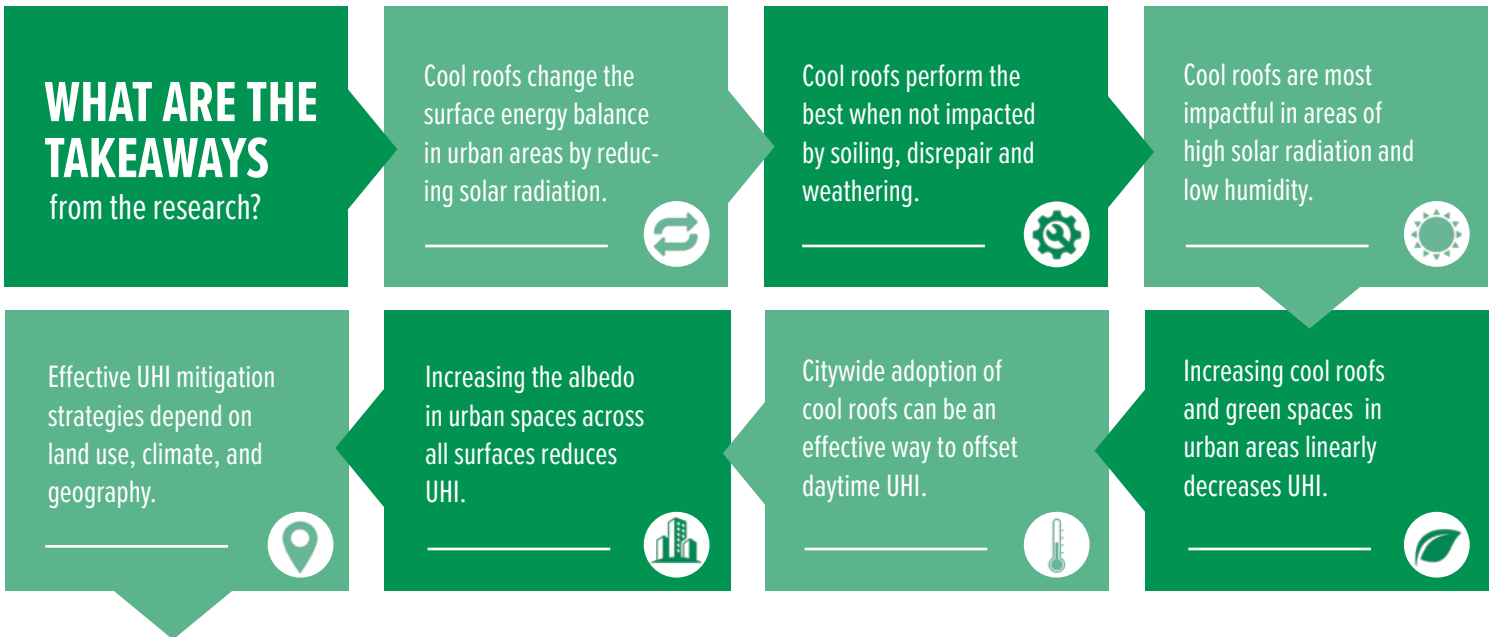 WHAT ARE THE
TAKEAWAYS
from the research?
Cool roofs change the
surface energy balance
in urban areas by reduc-
ing solar radiation.
Cool roofs perform the
best when not impacted
by soiling, disrepair and
weathering.
Cool roofs are most
impactful in areas of
high solar radiation and
low humidity.
Increasing cool roofs
and green spaces in
urban areas linearly
decreases UHI.
Citywide adoption of
cool roofs can be an
effective way to offset
daytime UHI.
Increasing the albedo
in urban spaces across
all surfaces reduces
UHI.
Effective UHI mitigation
strategies depend on
land use, climate, and
geography.